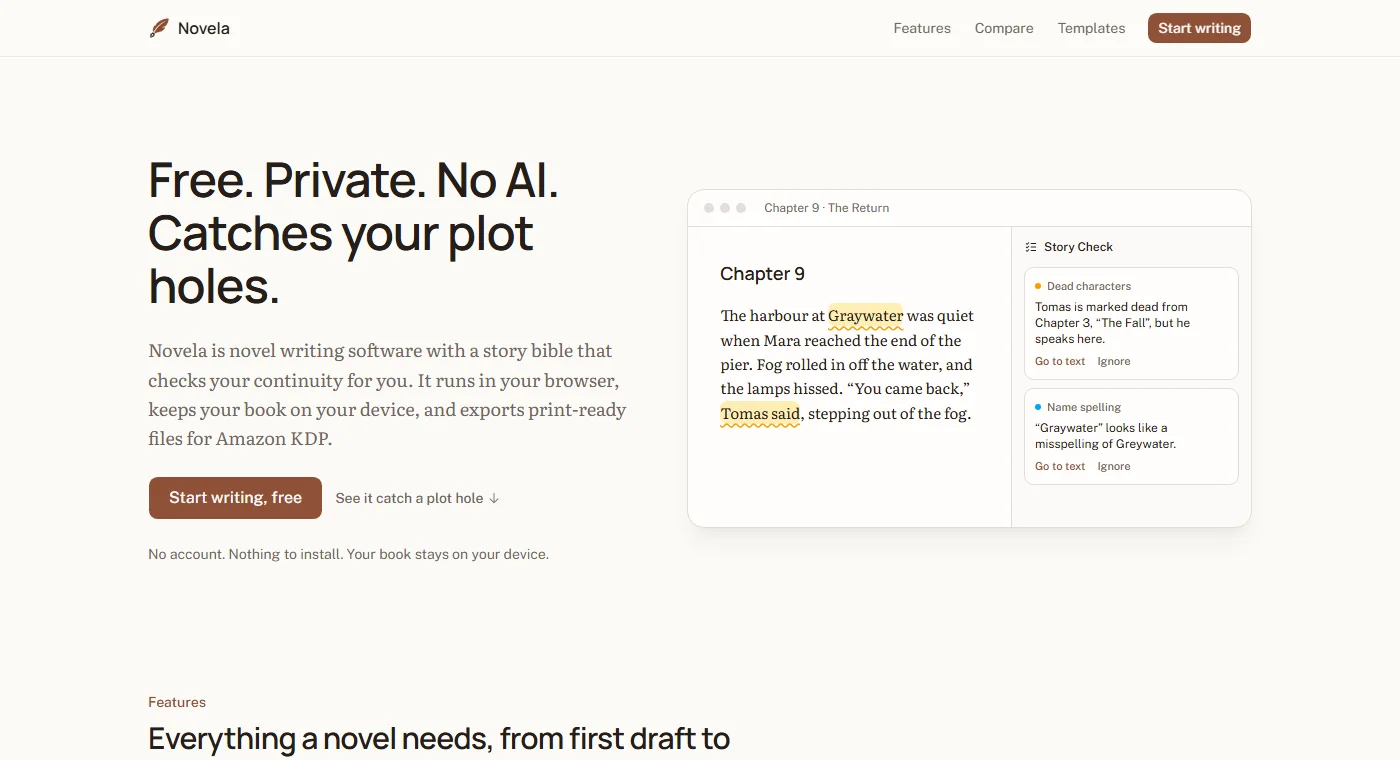 Novela
Features
Compare
Templates
Start writing
Free. Private. No AI.
Catches your plot
holes.
Novela is novel writing software with a story bible that
checks your continuity for you. It runs in your browser,
keeps your book on your device, and exports print-ready
files for Amazon KDP.
Start writing, free
See it catch a plot hole ↓
No account. Nothing to install. Your book stays on your device.
Chapter 9 · The Return
Chapter 9
The harbour at Graywater was quiet
when Mara reached the end of the
pier. Fog rolled in off the water, and
the lamps hissed. “You came back,”
Tomas said, stepping out of the fog.
Story Check
Dead characters
Tomas is marked dead from
Chapter 3, “The Fall”, but he
speaks here.
Go to text
Ignore
Name spelling
“Graywater” looks like a
misspelling of Greywater.
Go to text
Ignore
Features
Everything a novel needs, from first draft to